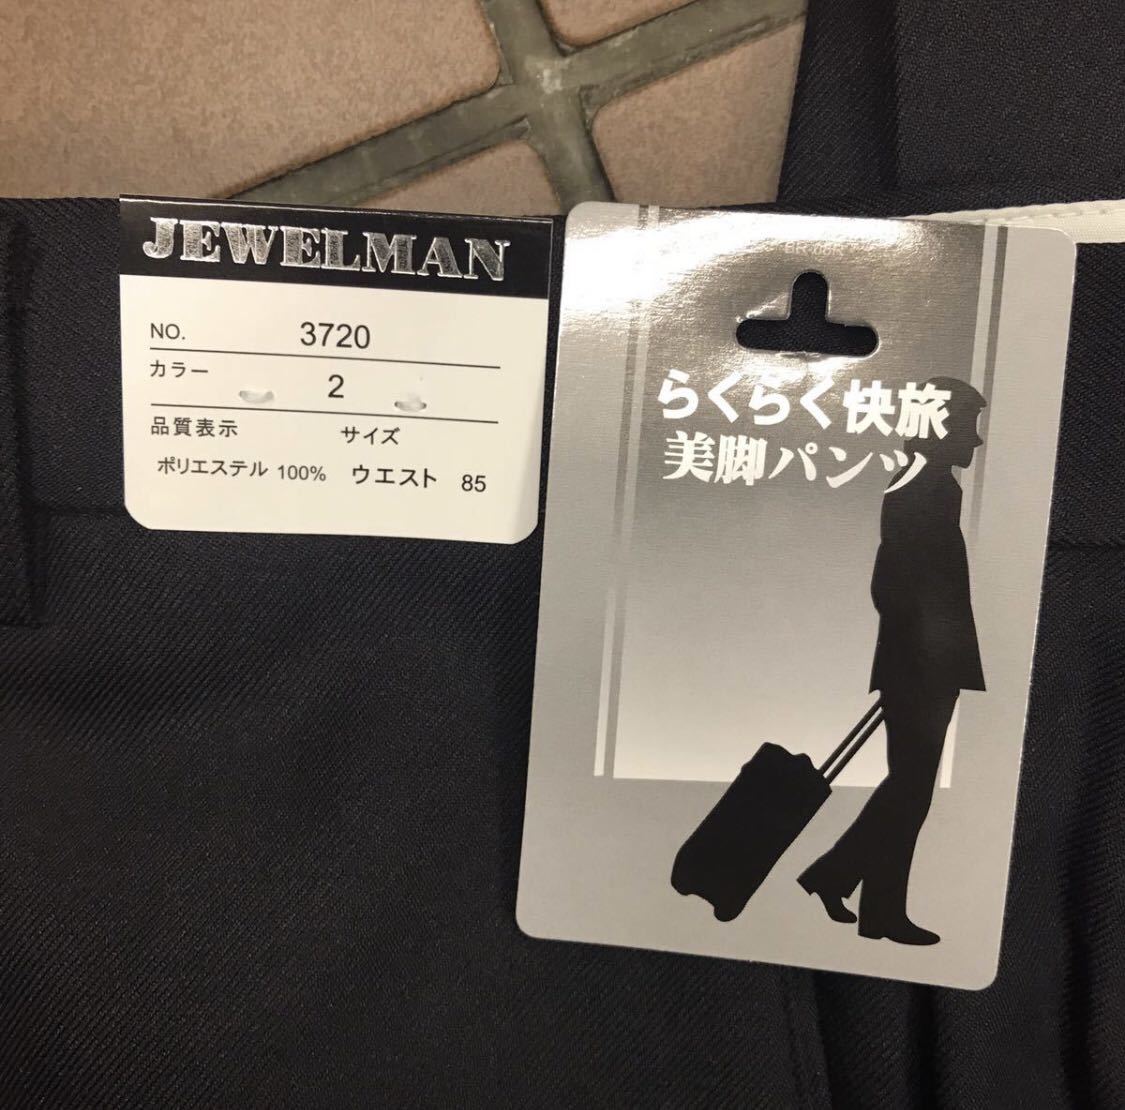 JEWELMAN
NO. 3720
カラー 2
品質表示 サイズ
ポリエステル 100% ウエスト 85
らくらく快旅
美脚パンツ